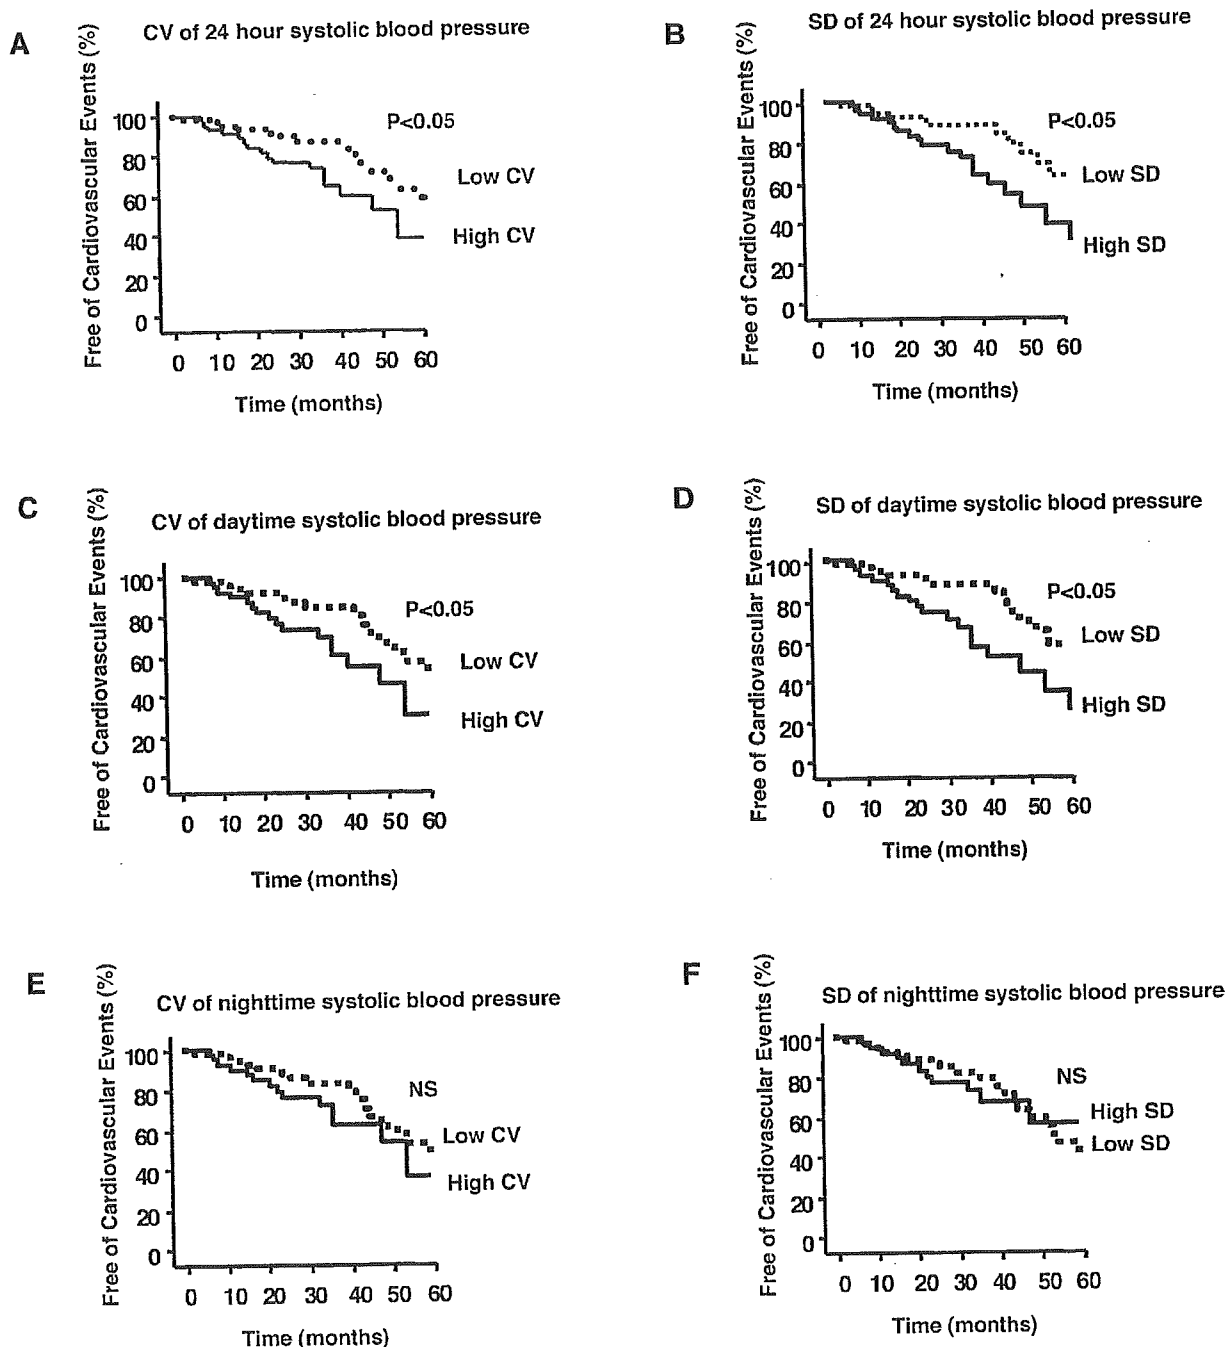 A
CV of 24 hour systolic blood pressure
Free of Cardiovascular Events (%)
100
80
60
40
20
0
P<0.05
Low CV
High CV
0 10 20 30 40 50 60
Time (months)
B
SD of 24 hour systolic blood pressure
Free of Cardiovascular Events (%)
100
80
60
40
20
0
P<0.05
Low SD
High SD
0 10 20 30 40 50 60
Time (months)
C
CV of daytime systolic blood pressure
Free of Cardiovascular Events (%)
100
80
60
40
20
0
P<0.05
Low CV
High CV
0 10 20 30 40 50 60
Time (months)
D
SD of daytime systolic blood pressure
Free of Cardiovascular Events (%)
100
80
60
40
20
0
P<0.05
Low SD
High SD
0 10 20 30 40 50 60
Time (months)
E
CV of nighttime systolic blood pressure
Free of Cardiovascular Events (%)
100
80
60
40
20
0
NS
Low CV
High CV
0 10 20 30 40 50 60
Time (months)
F
SD of nighttime systolic blood pressure
Free of Cardiovascular Events (%)
100
80
60
40
20
0
NS
High SD
Low SD
0 10 20 30 40 50 60
Time (months)